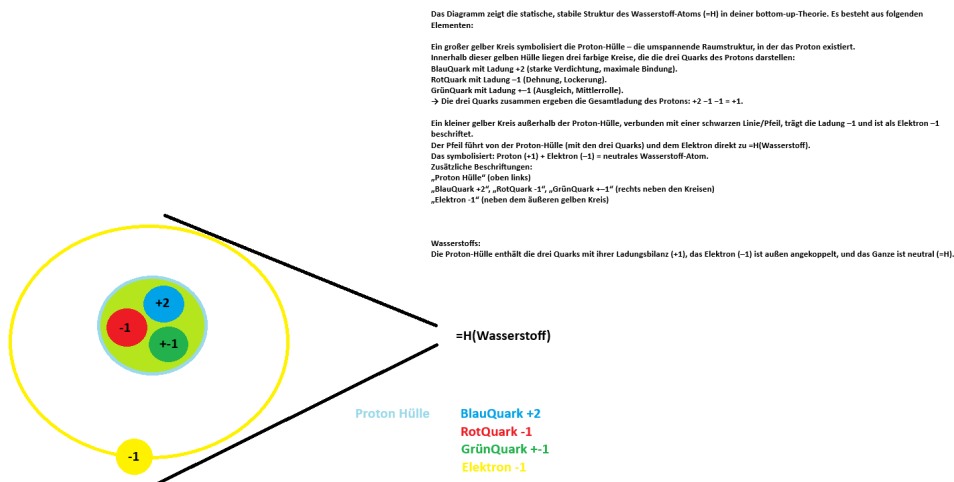 Das Diagramm zeigt die statische, stabile Struktur des Wasserstoff-Atoms (=H) in deiner bottom-up-Theorie. Es besteht aus folgenden
Elementen:
Ein großer gelber Kreis symbolisiert die Proton-Hülle – die umspannende Raumstruktur, in der das Proton existiert.
Innerhalb dieser gelben Hülle liegen drei farbige Kreise, die die drei Quarks des Protons darstellen:
BlauQuark mit Ladung +2 (starke Verdichtung, maximale Bindung).
RotQuark mit Ladung –1 (Dehnung, Lockerung).
GrünQuark mit Ladung +–1 (Ausgleich, Mittlerrolle).
→ Die drei Quarks zusammen ergeben die Gesamtladung des Protons: +2 –1 –1 = +1.
Ein kleiner gelber Kreis außerhalb der Proton-Hülle, verbunden mit einer schwarzen Linie/Pfeil, trägt die Ladung –1 und ist als Elektron –1
beschriftet.
Der Pfeil führt von der Proton-Hülle (mit den drei Quarks) und dem Elektron direkt zu =H(Wasserstoff).
Das symbolisiert: Proton (+1) + Elektron (–1) = neutrales Wasserstoff-Atom.
Zusätzliche Beschriftungen:
„Proton Hülle“ (oben links)
„BlauQuark +2“, „RotQuark -1“, „GrünQuark +–1“ (rechts neben den Kreisen)
„Elektron -1“ (neben dem äußeren gelben Kreis)
Wasserstoffs:
Die Proton-Hülle enthält die drei Quarks mit ihrer Ladungsbilanz (+1), das Elektron (–1) ist außen angekoppelt, und das Ganze ist neutral (=H).
+2
-1
+-1
=H(Wasserstoff)
Proton Hülle
BlauQuark +2
RotQuark -1
GrünQuark +-1
Elektron -1
-1